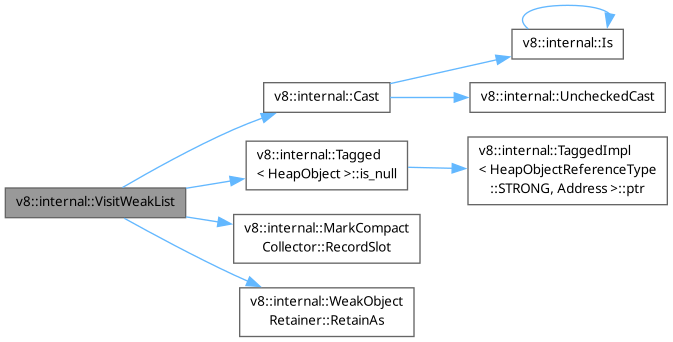 v8::internal::Is
v8::internal::Cast
v8::internal::UncheckedCast
v8::internal::Tagged
< HeapObject >::is_null
v8::internal::TaggedImpl
< HeapObjectReferenceType
::STRONG, Address >::ptr
v8::internal::VisitWeakList
v8::internal::MarkCompact
Collector::RecordSlot
v8::internal::WeakObject
Retainer::RetainAs